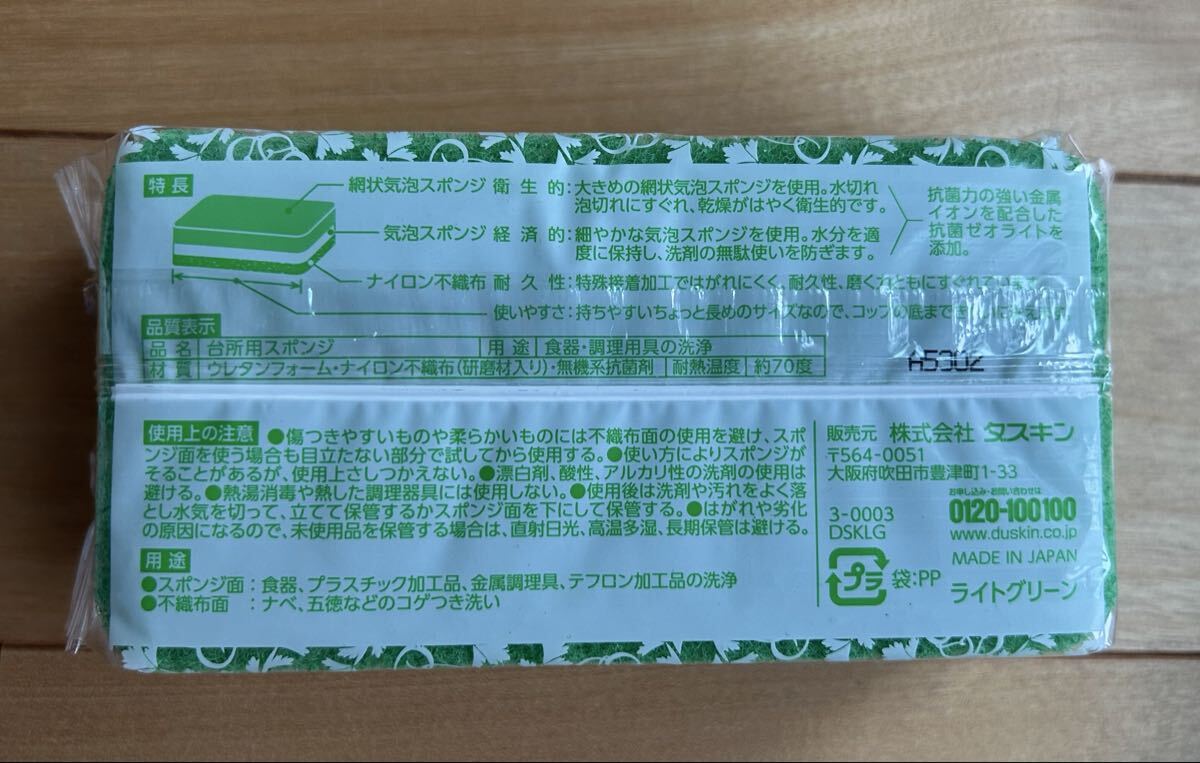 特長
網状気泡スポンジ 衛生的:大きめの網状気泡スポンジを使用。水切れ
泡切れにすぐれ、乾燥がはやく衛生的です。
気泡スポンジ 経済的:細やかな気泡スポンジを使用。水分を適
度に保持し、洗剤の無駄使いを防ぎます。
抗菌力の強い金属
イオンを配合した
抗菌ゼオライトを
添加。
ナイロン不織布 耐久性:特殊接着加工ではがれにくく、耐久性、磨く力ともにすぐれて
使いやすさ:持ちやすいちょっと長めのサイズなので、コップの底まで
品質表示
品名 台所用スポンジ 用途 食器・調理用具の洗浄
材質 ウレタンフォーム・ナイロン不織布(研磨材入り)・無機系抗菌剤 耐熱温度 約70度
使用上の注意 ●傷つきやすいものや柔らかいものには不織布面の使用を避け、スポ
ンジ面を使う場合も目立たない部分で試してから使用する。●使い方によりスポンジが
そることがあるが、使用上さしつかえない。●漂白剤、酸性、アルカリ性の洗剤の使用は
避ける。●熱湯消毒や熱した調理器具には使用しない。●使用後は洗剤や汚れをよく落
とし水気を切って、立てて保管するかスポンジ面を下にして保管する。●はがれや劣化
の原因になるので、未使用品を保管する場合は、直射日光、高温多湿、長期保管は避ける。
用途
●スポンジ面:食器、プラスチック加工品、金属調理具、テフロン加工品の洗浄
●不織布面:ナベ、五徳などのコゲつき洗い
販売元 株式会社 ダスキン
〒564-0051
大阪府吹田市豊津町1-33
お申し込み・お問い合わせは
3-0003 0120-100100
DSKLG www.duskin.co.jp
MADE IN JAPAN
プラ 袋:PP ライトグリーン